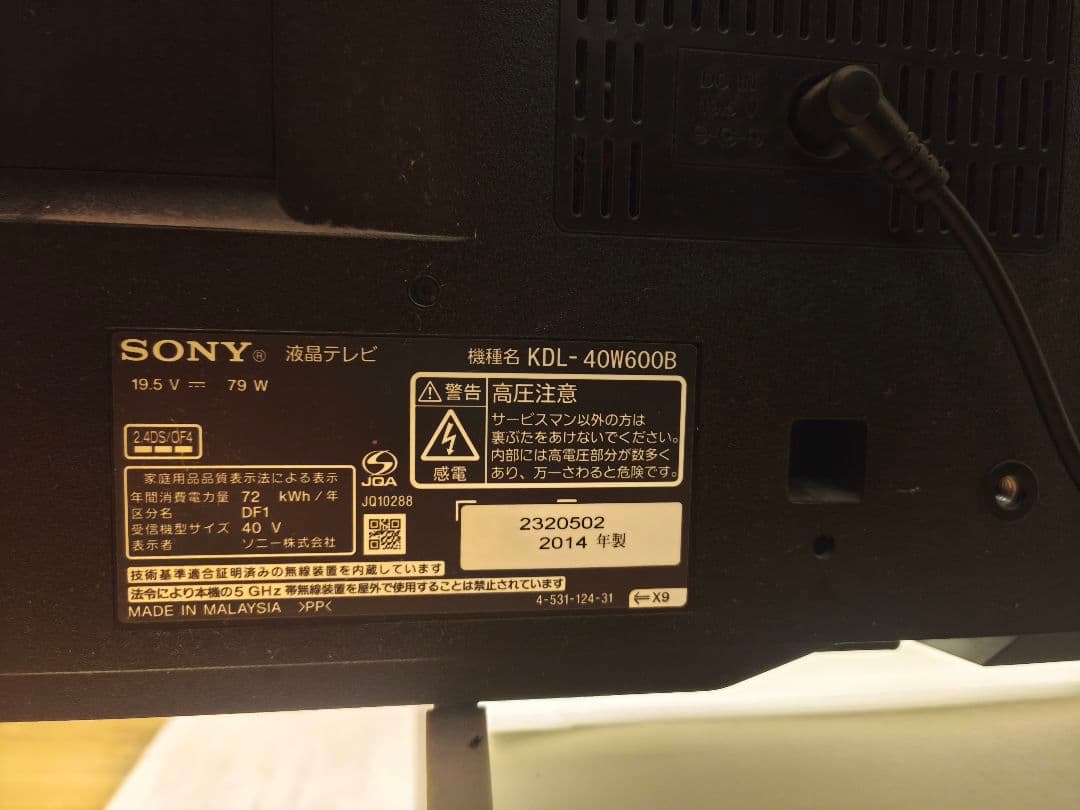 DC IN
19.5 V
SONY® 液晶テレビ
機種名 KDL-40W600B
19.5 V ⎓ 79 W
⚠警告 高圧注意
サービスマン以外の方は
裏ぶたをあけないでください。
内部には高電圧部分が数多く
あり、万一さわると危険です。
感電
2.4DS/OF4
家庭用品品質表示法による表示
年間消費電力量 72 kWh/年
区分名 DF1
受信機型サイズ 40 V
表示者 ソニー株式会社
JQA
JQ10288
2320502
2014 年製
技術基準適合証明済みの無線装置を内蔵しています
法令により本機の5 GHz 帯無線装置を屋外で使用することは禁止されています
MADE IN MALAYSIA >PP<
4-531-124-31
⇐X9